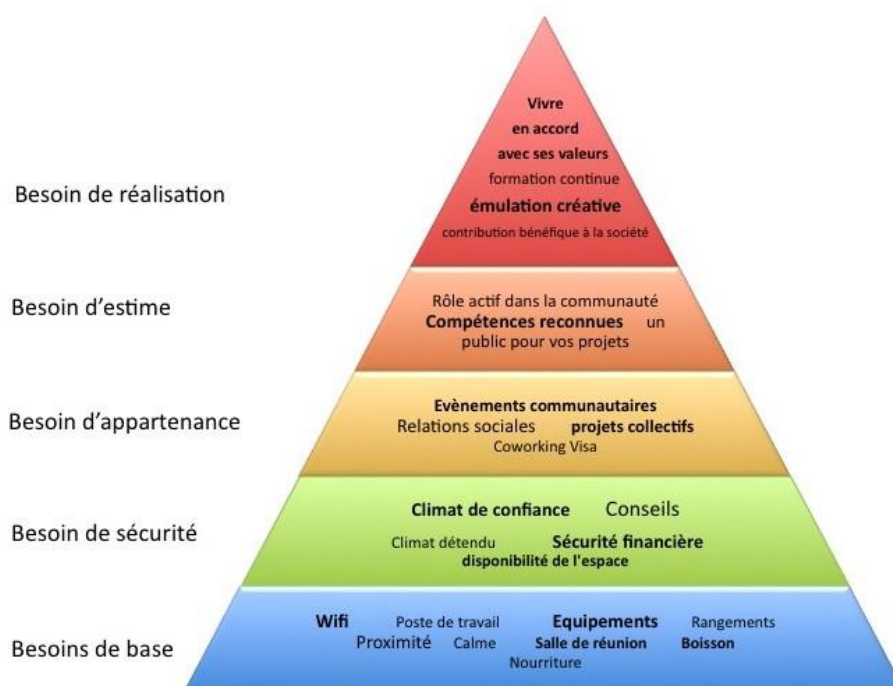 Vivre
en accord
avec ses valeurs
formation continue
émulation créative
contribution bénéfique à la société
Besoin de réalisation
Rôle actif dans la communauté
Compétences reconnues un
public pour vos projets
Besoin d'estime
Evènements communautaires
Relations sociales projets collectifs
Coworking Visa
Besoin d'appartenance
Climat de confiance Conseils
Climat détendu Sécurité financière
disponibilité de l'espace
Besoin de sécurité
Wifi Poste de travail Equipements Rangements
Proximité Calme Salle de réunion Boisson
Nourriture
Besoins de base